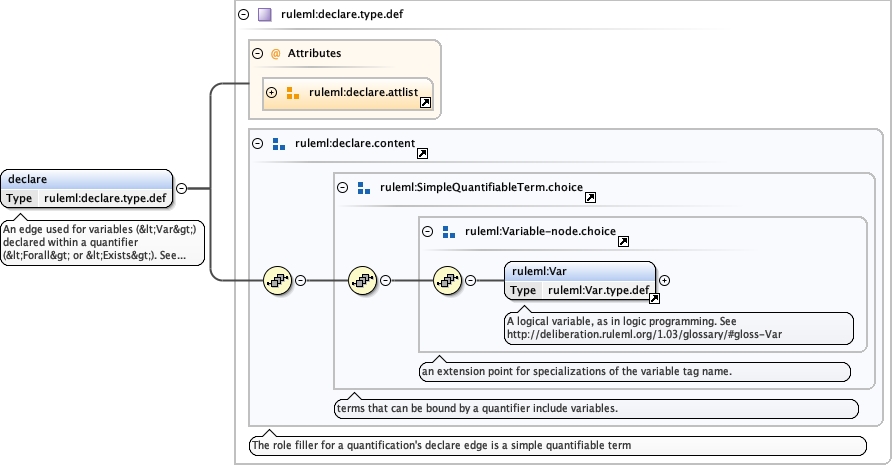 ruleml:declare.type.def
@ Attributes
ruleml:declare.attlist
ruleml:declare.content
declare
Type ruleml:declare.type.def
An edge used for variables (&lt;Var&gt;)
declared within a quantifier
(&lt;Forall&gt; or &lt;Exists&gt;). See...
ruleml:SimpleQuantifiableTerm.choice
ruleml:Variable-node.choice
ruleml:Var
Type ruleml:Var.type.def
A logical variable, as in logic programming. See
http://deliberation.ruleml.org/1.03/glossary/#gloss-Var
an extension point for specializations of the variable tag name.
terms that can be bound by a quantifier include variables.
The role filler for a quantification's declare edge is a simple quantifiable term